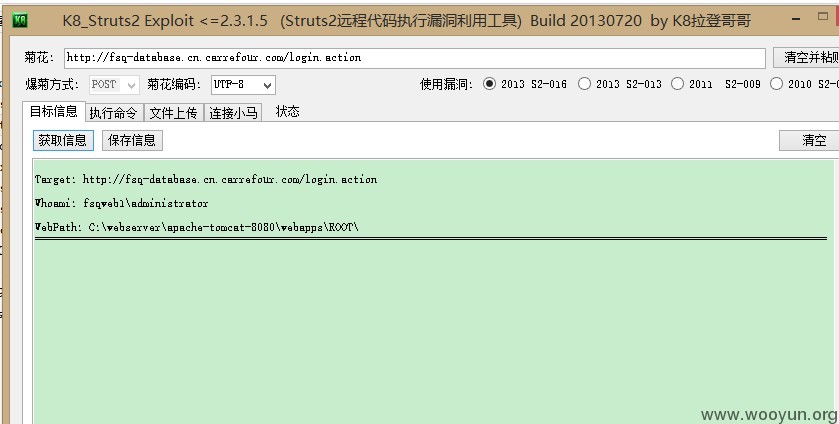 K8_Struts2 Exploit <=2.3.1.5 (Struts2远程代码执行漏洞利用工具) Build 20130720 by K8拉登哥哥
菊花: http://fsq-database.cn.carrefour.com/login.action 清空并粘贴
爆菊方式: POST 菊花编码: UTP-8 使用漏洞: 2013 S2-016 2013 S2-013 2011 S2-009 2010 S2-0
目标信息 执行命令 文件上传 连接小马 状态
获取信息 保存信息 清空
Target: http://fsq-database.cn.carrefour.com/login.action
Whoami: fsqweb1\administrator
WebPath: C:\webserver\apache-tomcat-8080\webapps\ROOT\
www.wooyun.org